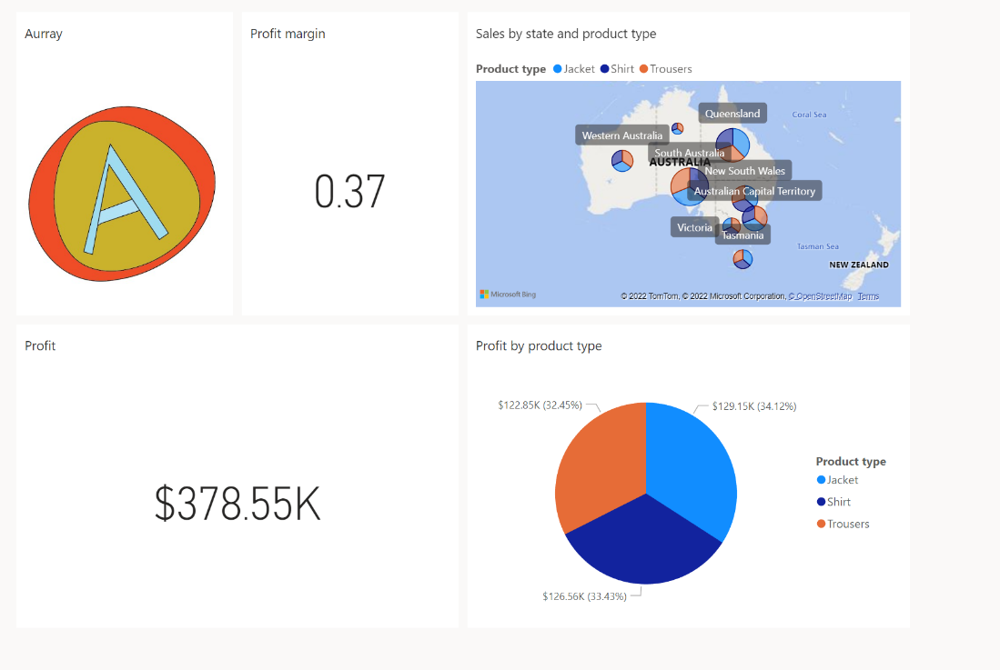 Aurray
Profit margin
0.37
Sales by state and product type
Product type Jacket Shirt Trousers
Queensland
Coral Sea
Western Australia
South Australia
AUSTRALIA
New South Wales
Australian Capital Territory
Victoria
Tasmania
Tasman Sea
NEW ZEALAND
Microsoft Bing
© 2022 TomTom, © 2022 Microsoft Corporation, © OpenStreetMap Terms
Profit
$378.55K
Profit by product type
$122.85K (32.45%)
$129.15K (34.12%)
$126.56K (33.43%)
Product type
Jacket
Shirt
Trousers